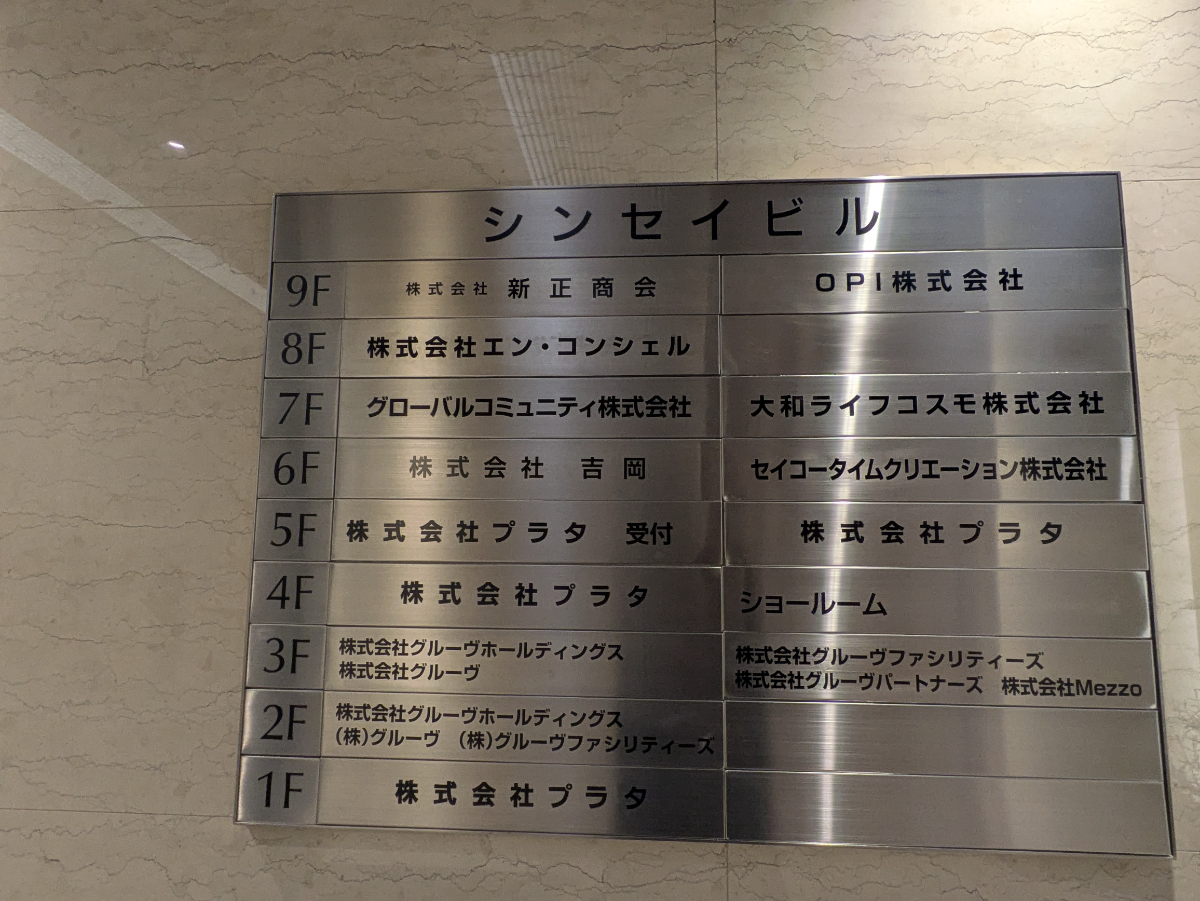 シンセイビル
9F 株式会社 新正商会 OPI株式会社
8F 株式会社エン・コンシェル
7F グローバルコミュニティ株式会社 大和ライフコスモ株式会社
6F 株式会社 吉岡 セイコータイムクリエーション株式会社
5F 株式会社プラタ 受付 株式会社プラタ
4F 株式会社プラタ ショールーム
3F 株式会社グルーヴホールディングス 株式会社グルーヴファシリティーズ
株式会社グルーヴ 株式会社グルーヴパートナーズ 株式会社Mezzo
2F 株式会社グルーヴホールディングス
(株)グルーヴ (株)グルーヴファシリティーズ
1F 株式会社プラタ